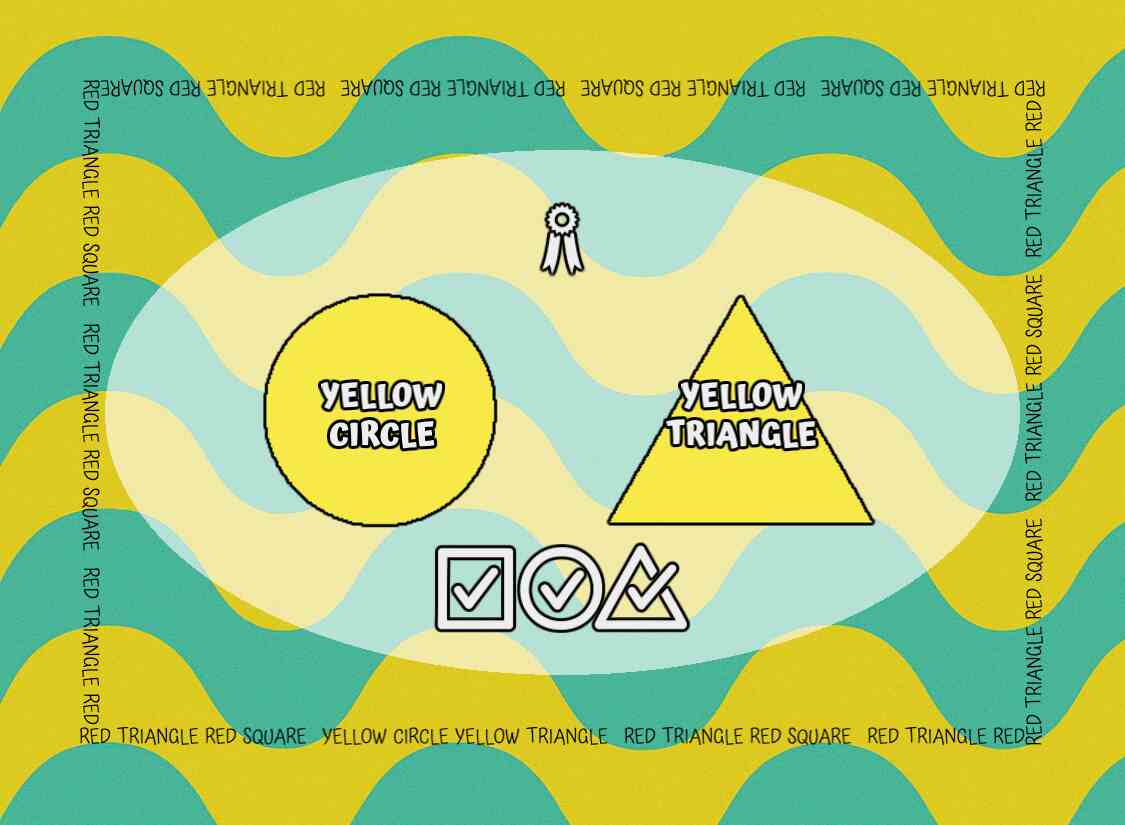 RED TRIANGLE RED SQUARE RED TRIANGLE RED SQUARE RED TRIANGLE RED SQUARE RED TRIANGLE RED SQUARE
RED TRIANGLE RED SQUARE RED TRIANGLE RED SQUARE RED TRIANGLE RED
YELLOW
CIRCLE
YELLOW
TRIANGLE
RED TRIANGLE RED SQUARE RED TRIANGLE RED SQUARE RED TRIANGLE RED
RED TRIANGLE RED SQUARE YELLOW CIRCLE YELLOW TRIANGLE RED TRIANGLE RED SQUARE RED TRIANGLE RED